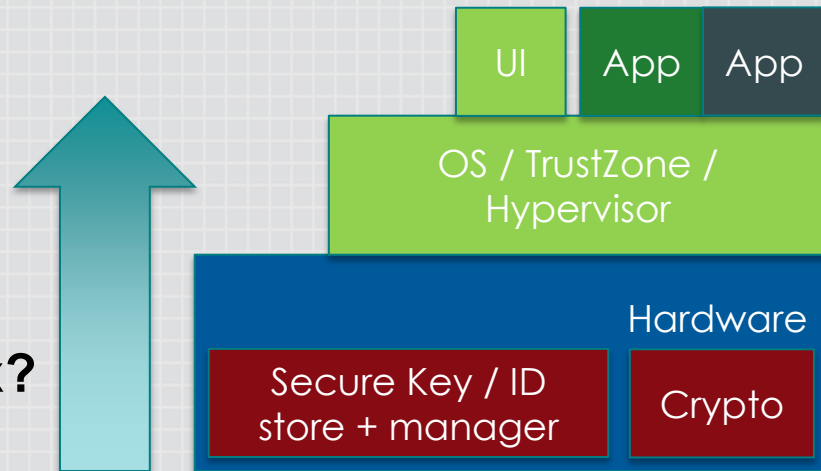 UI
App
App
OS / TrustZone /
Hypervisor
Hardware
?
Secure Key / ID
store + manager
Crypto